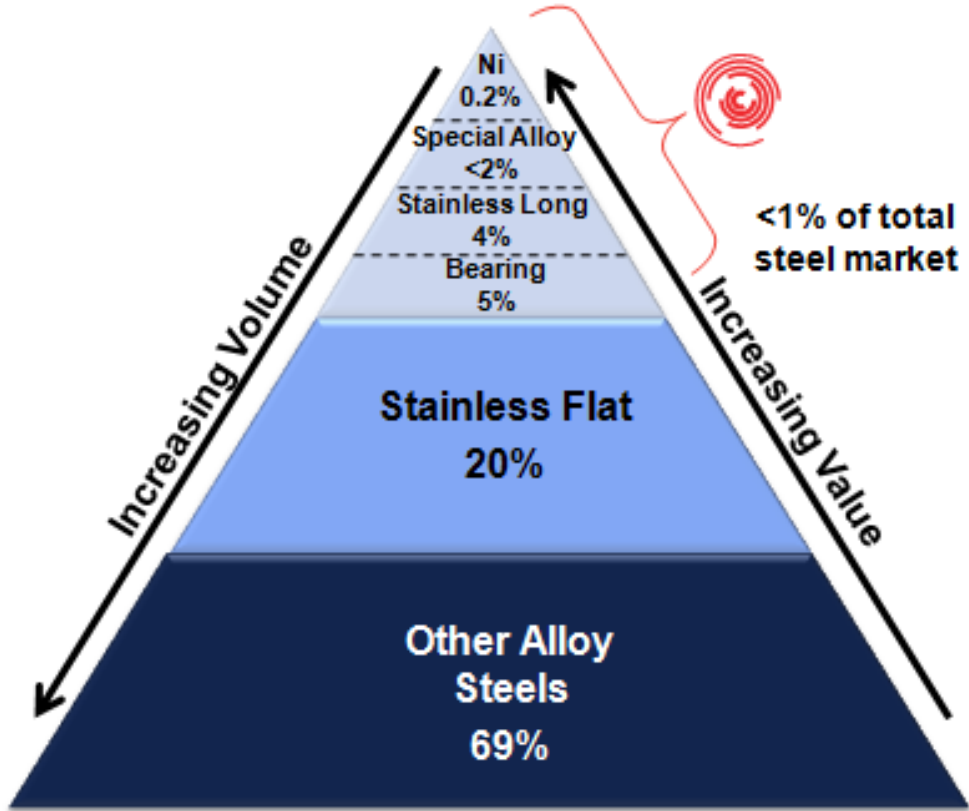 Ni
0.2%
Special Alloy
<2%
Stainless Long
4%
Bearing
5%
Stainless Flat
20%
Other Alloy
Steels
69%
Increasing Volume
Increasing Value
<1% of total
steel market